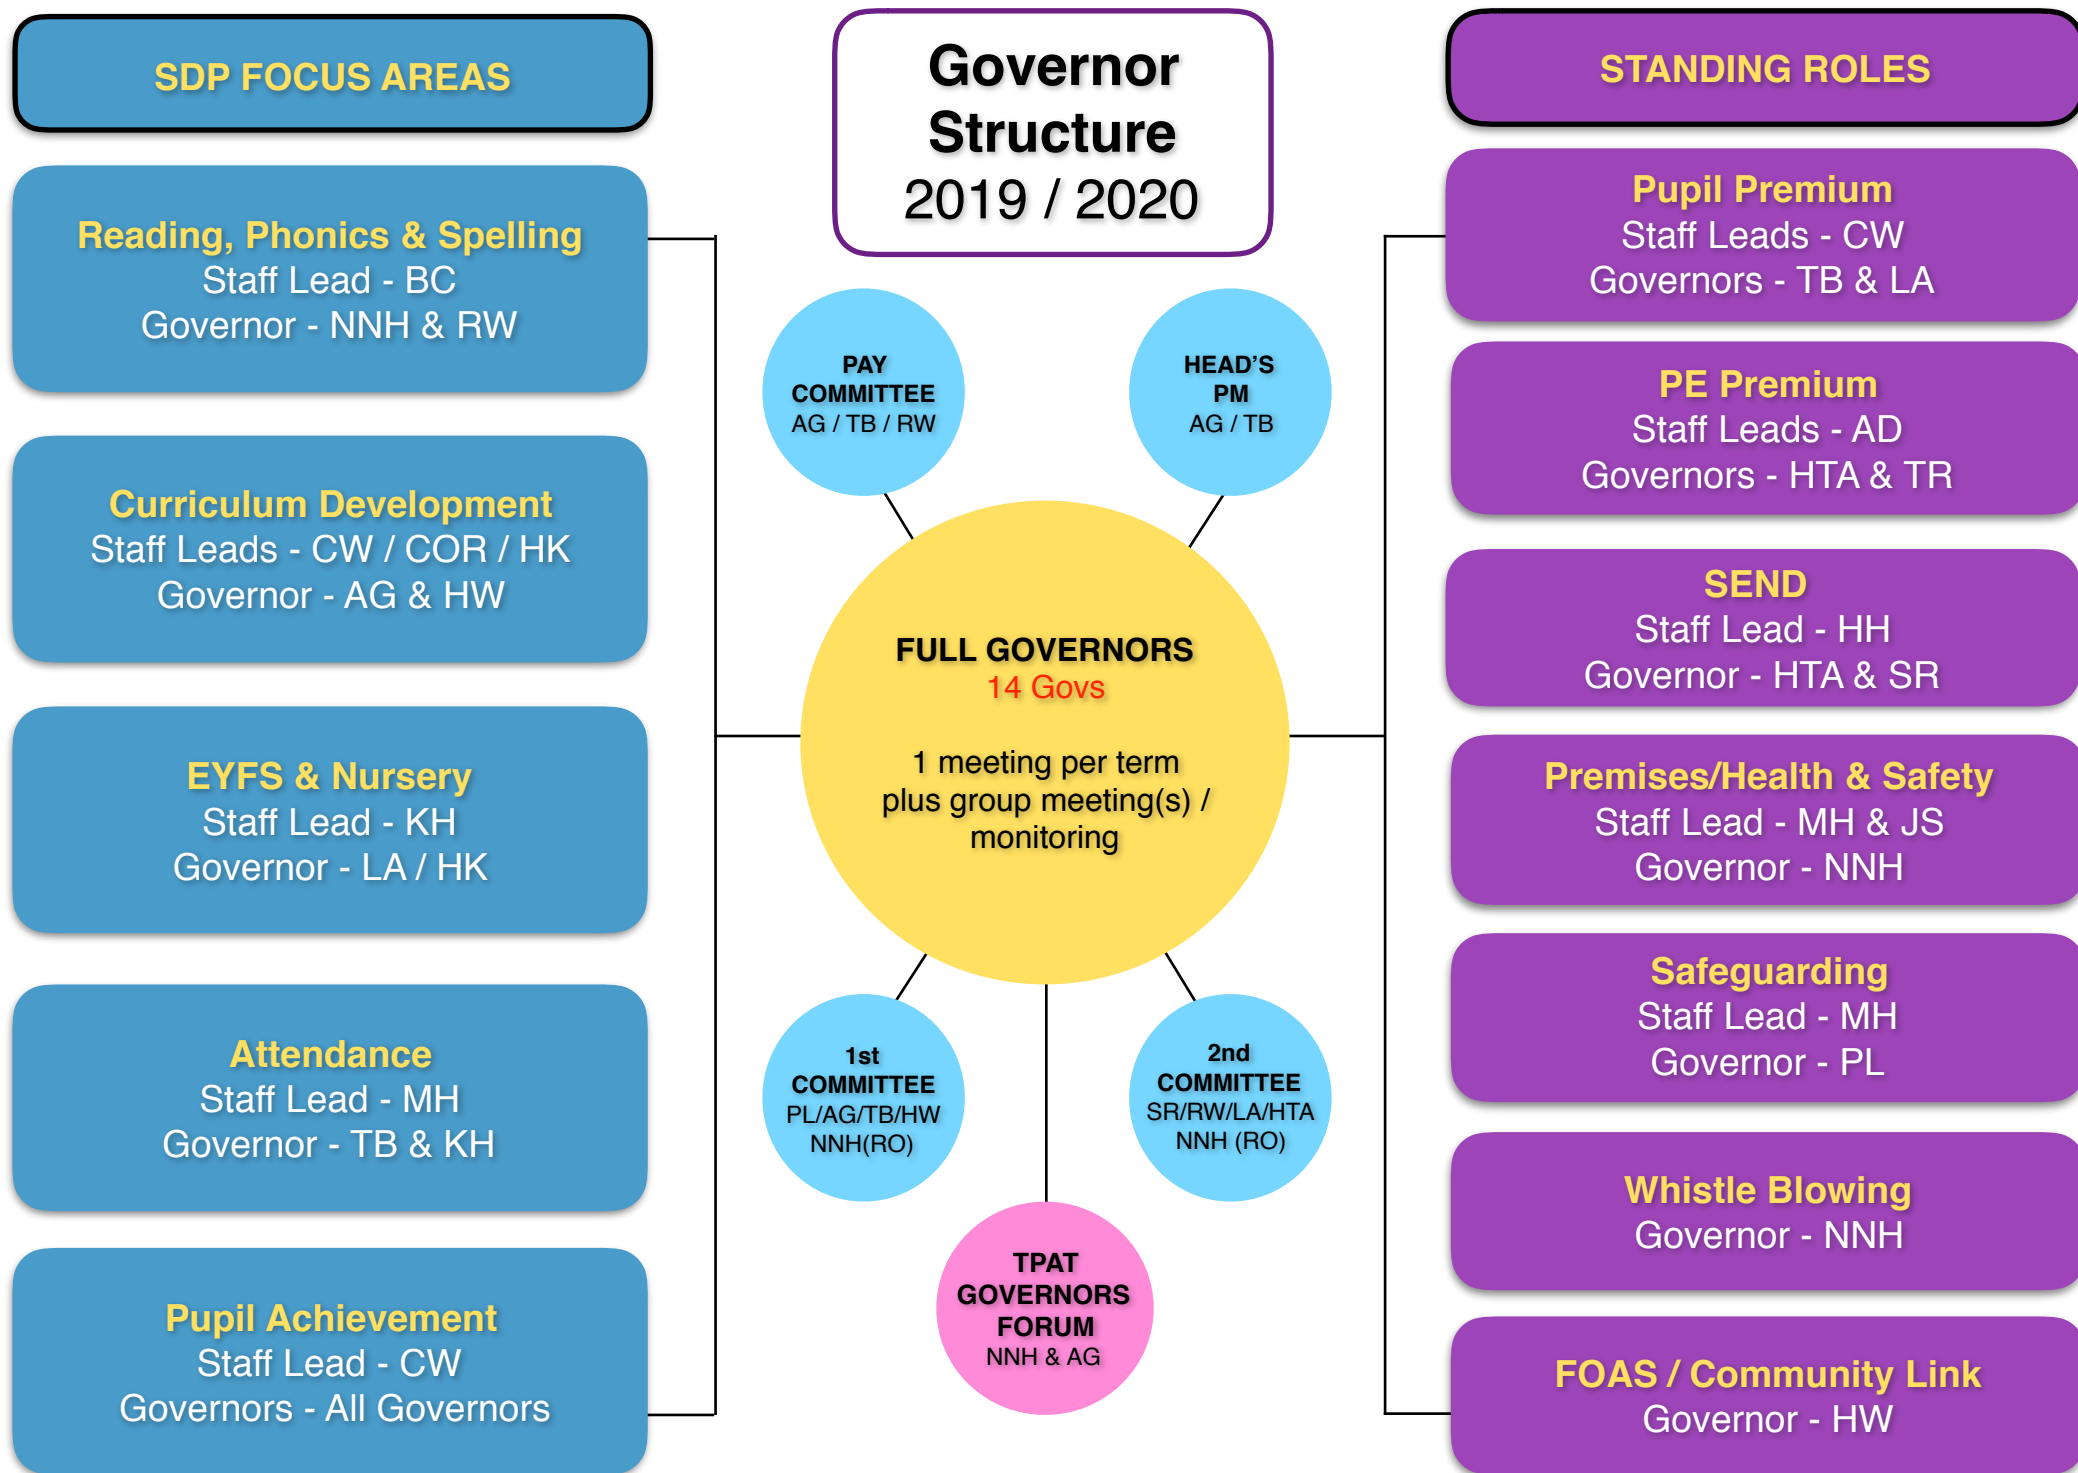 SDP FOCUS AREAS
Reading, Phonics & Spelling
Staff Lead - BC
Governor - NNH & RW
Curriculum Development
Staff Leads - CW / COR / HK
Governor - AG & HW
EYFS & Nursery
Staff Lead - KH
Governor - LA / HK
Attendance
Staff Lead - MH
Governor - TB & KH
Pupil Achievement
Staff Lead - CW
Governors - All Governors
Governor
Structure
2019 / 2020
PAY
COMMITTEE
AG / TB / RW
HEAD’S
PM
AG / TB
FULL GOVERNORS
14 Govs
1 meeting per term
plus group meeting(s) /
monitoring
1st
COMMITTEE
PL/AG/TB/HW
NNH(RO)
2nd
COMMITTEE
SR/RW/LA/HTA
NNH (RO)
TPAT
GOVERNORS
FORUM
NNH & AG
STANDING ROLES
Pupil Premium
Staff Leads - CW
Governors - TB & LA
PE Premium
Staff Leads - AD
Governors - HTA & TR
SEND
Staff Lead - HH
Governor - HTA & SR
Premises/Health & Safety
Staff Lead - MH & JS
Governor - NNH
Safeguarding
Staff Lead - MH
Governor - PL
Whistle Blowing
Governor - NNH
FOAS / Community Link
Governor - HW